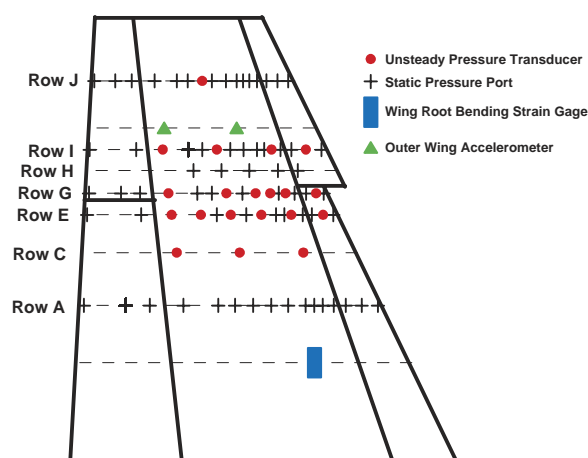 Row J
Row I
Row H
Row G
Row E
Row C
Row A
Unsteady Pressure Transducer
Static Pressure Port
Wing Root Bending Strain Gage
Outer Wing Accelerometer